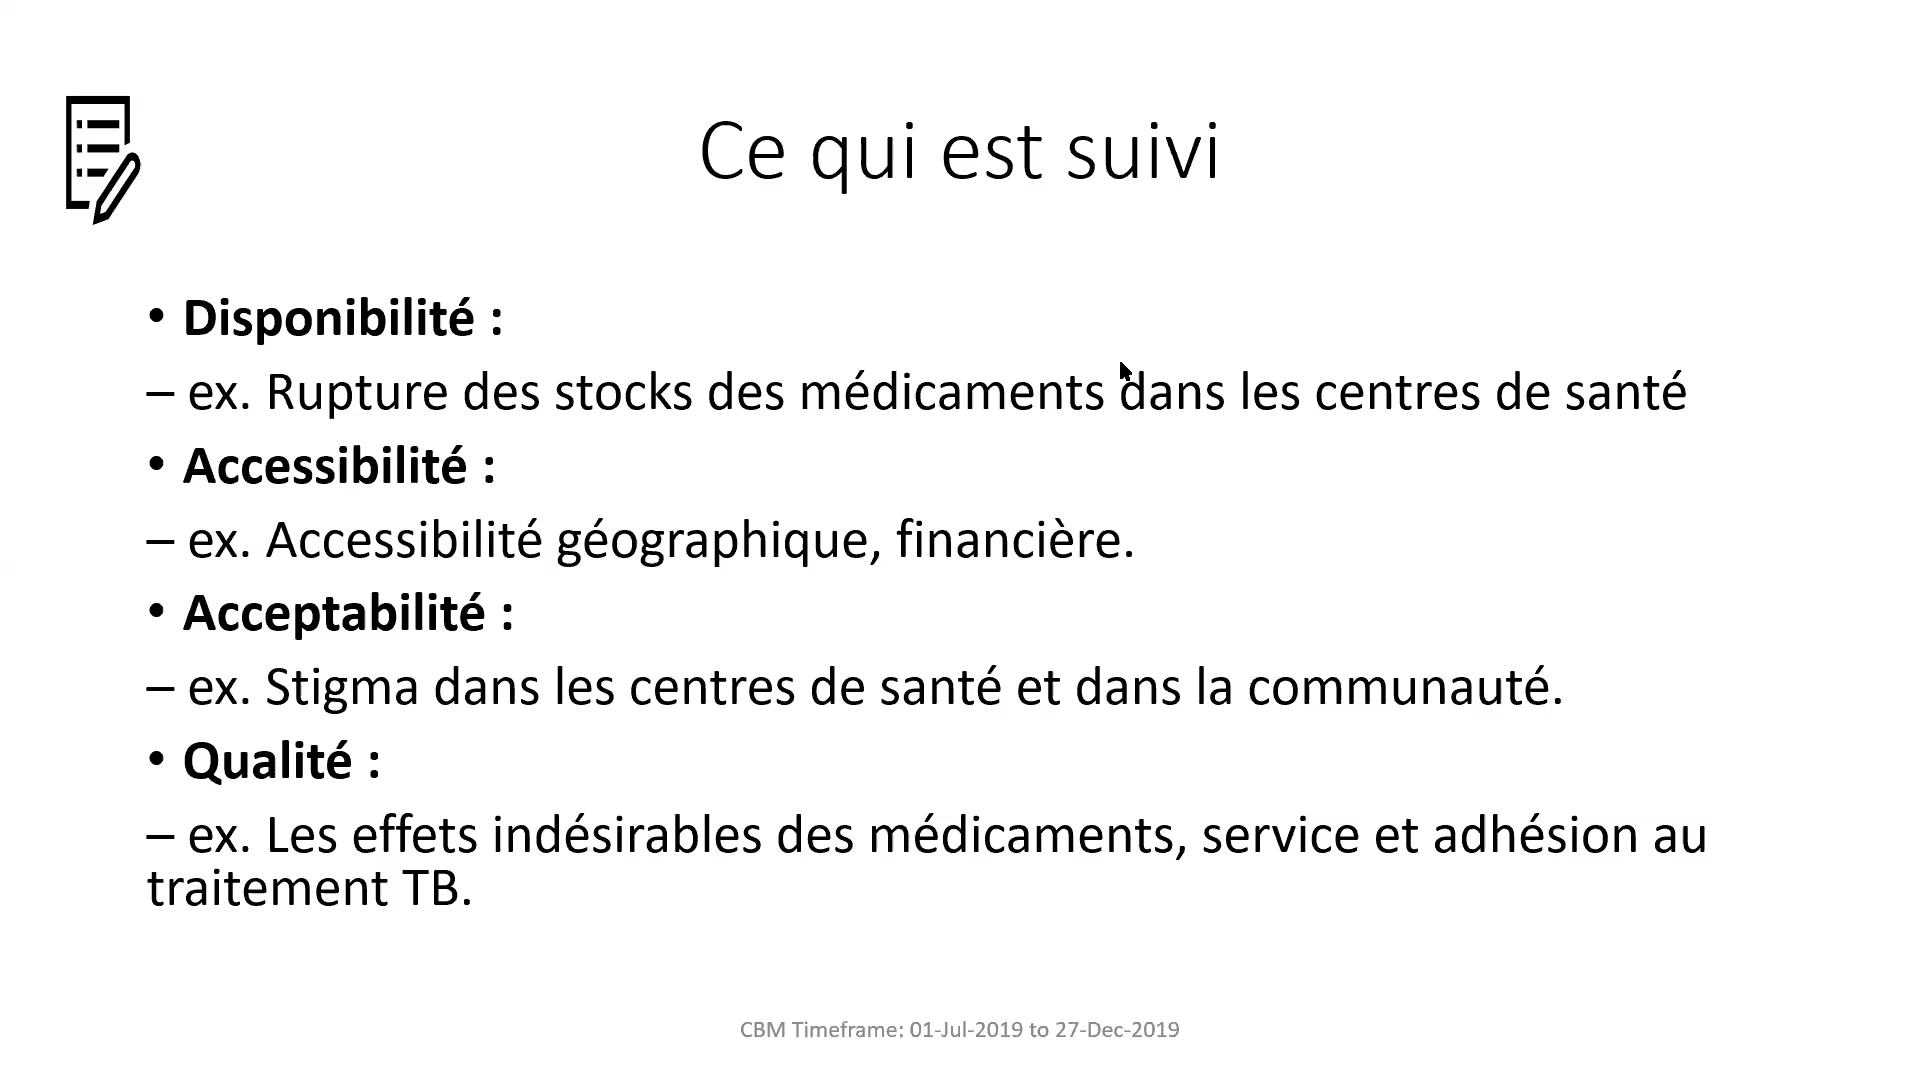 Ce qui est suivi
• Disponibilité :
– ex. Rupture des stocks des médicaments dans les centres de santé
• Accessibilité :
– ex. Accessibilité géographique, financière.
• Acceptabilité :
– ex. Stigma dans les centres de santé et dans la communauté.
• Qualité :
– ex. Les effets indésirables des médicaments, service et adhésion au
traitement TB.
CBM Timeframe: 01-Jul-2019 to 27-Dec-2019